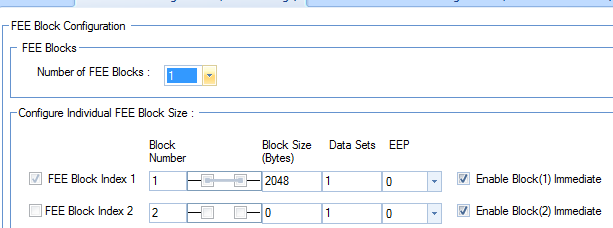 FEE Block Configuration
FEE Blocks
Number of FEE Blocks : 1
Configure Individual FEE Block Size :
Block Number Block Size (Bytes) Data Sets EEP
FEE Block Index 1 1 2048 1 0 Enable Block(1) Immediate
FEE Block Index 2 2 0 1 0 Enable Block(2) Immediate